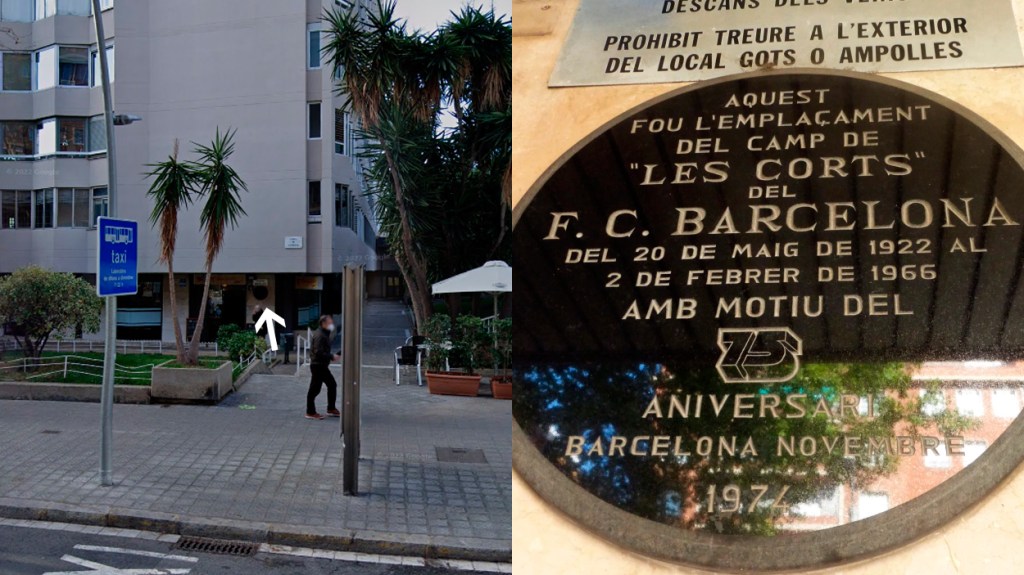 taxi
DESCANS DELS
PROHIBIT TREURE A L'EXTERIOR
DEL LOCAL GOTS O AMPOLLES
AQUEST
FOU L'EMPLAÇAMENT
DEL CAMP DE
"LES CORTS"
DEL
F. C. BARCELONA
DEL 20 DE MAIG DE 1922 AL
2 DE FEBRER DE 1966
AMB MOTIU DEL
75
ANIVERSARI
BARCELONA NOVEMBRE
1974